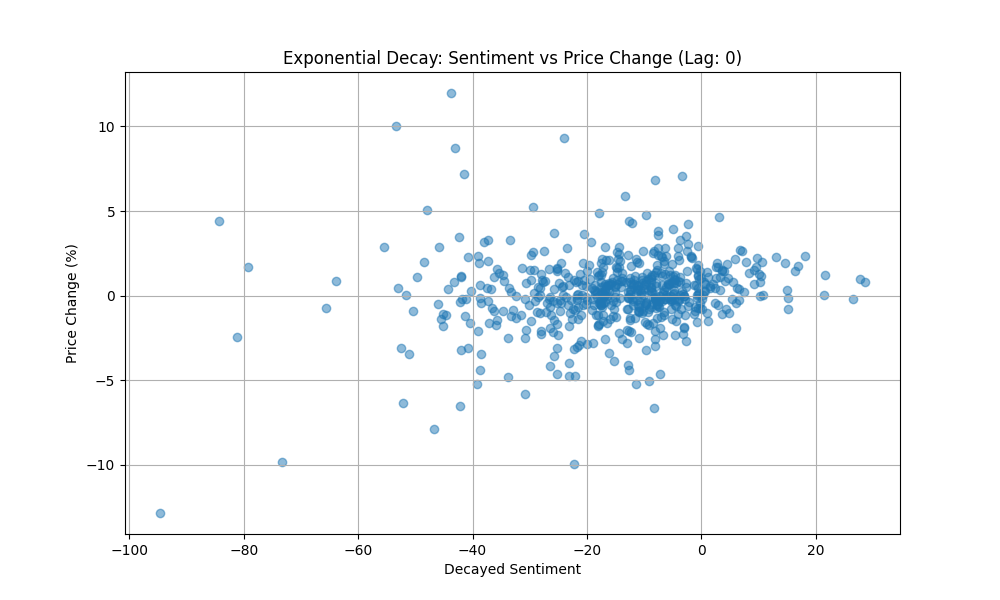 Exponential Decay: Sentiment vs Price Change (Lag: 0)
Price Change (%)
10
5
0
−5
−10
−100 −80 −60 −40 −20 0 20
Decayed Sentiment